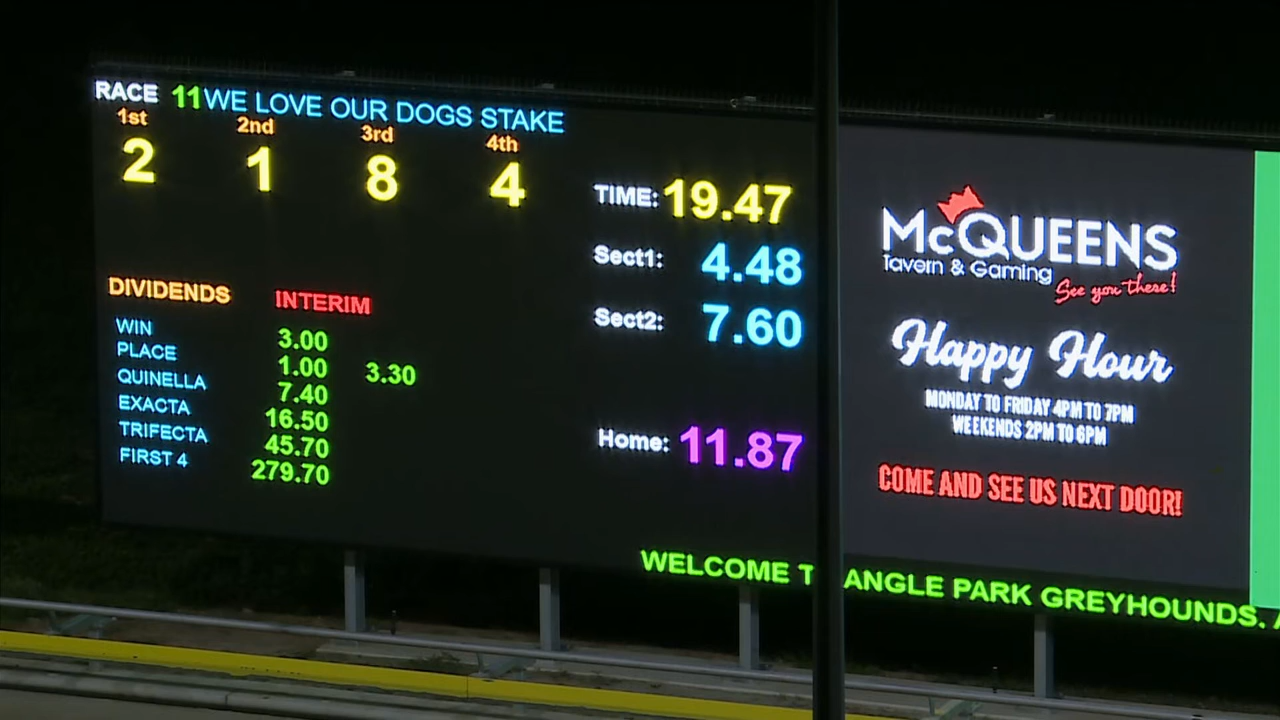 RACE 11 WE LOVE OUR DOGS STAKE
1st 2nd 3rd 4th
2 1 8 4
TIME: 19.47
Sect1: 4.48
Sect2: 7.60
Home: 11.87
DIVIDENDS INTERIM
WIN 3.00
PLACE 1.00 3.30
QUINELLA 7.40
EXACTA 16.50
TRIFECTA 45.70
FIRST 4 279.70
McQUEENS
Tavern & Gaming
See you there!
Happy Hour
MONDAY TO FRIDAY 4PM TO 7PM
WEEKENDS 2PM TO 6PM
COME AND SEE US NEXT DOOR!
WELCOME T ANGLE PARK GREYHOUNDS.